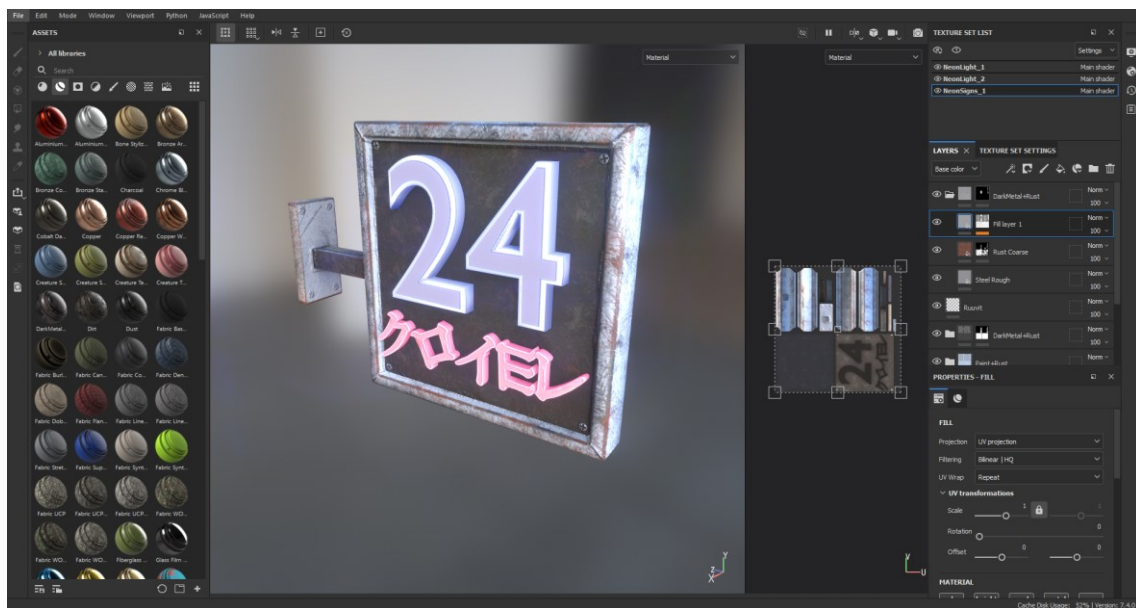 File Edit Mode Window Viewport Python JavaScript Help
ASSETS
All libraries
Search
Aluminium... Aluminium... Bone Styliz... Bronze Ar...
Bronze Co... Bronze Sta... Charcoal Chrome Bl...
Cobalt Da... Copper Copper Re... Copper W...
Creature S... Creature S... Creature Te... Creature T...
DarkMetal... Dirt Dust Fabric Bas...
Fabric Burl... Fabric Can... Fabric Co... Fabric Den...
Fabric Dob... Fabric Flan... Fabric Line... Fabric Line...
Fabric Stret... Fabric Sup... Fabric Synt... Fabric Synt...
Fabric UCP Fabric UCP... Fabric UCP... Fabric WO...
Fabric WO... Fabric WO... Fiberglass ... Glass Film ...
Material
24
Y
Z
X
Material
24
V
U
TEXTURE SET LIST
Settings
NeonLight_1 Main shader
NeonLight_2 Main shader
NeonSigns_1 Main shader
LAYERS TEXTURE SET SETTINGS
Base color
DarkMetal+Rust Norm 100
Fill layer 1 Norm 100
Rust Coarse Norm 100
Steel Rough Norm 100
Ruuvit Norm 100
DarkMetal+Rust Norm 100
Paint+Rust Norm
PROPERTIES - FILL
FILL
Projection UV projection
Filtering Bilinear | HQ
UV Wrap Repeat
UV transformations
Scale 1 1
Rotation 0
Offset 0 0
MATERIAL
Cache Disk Usage: 52% | Version: 7.4.0